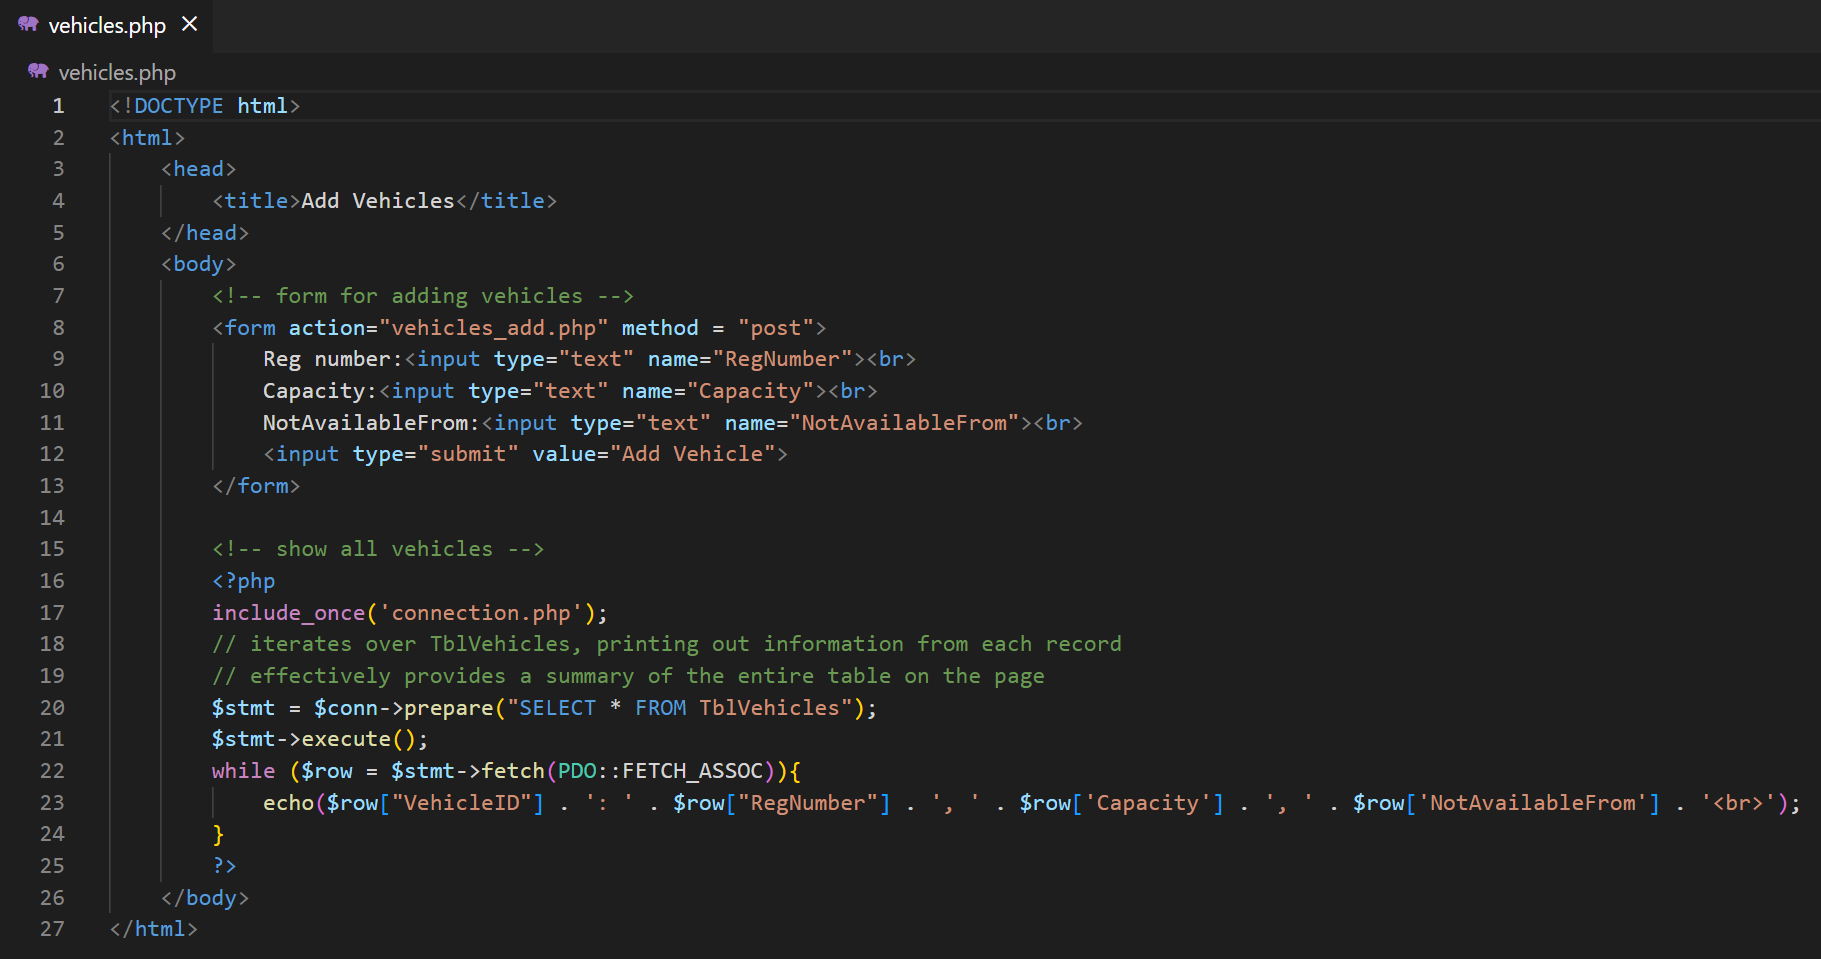 vehicles.php ×
vehicles.php
1 <!DOCTYPE html>
2 <html>
3     <head>
4         <title>Add Vehicles</title>
5     </head>
6     <body>
7         <!-- form for adding vehicles -->
8         <form action="vehicles_add.php" method = "post">
9             Reg number:<input type="text" name="RegNumber"><br>
10             Capacity:<input type="text" name="Capacity"><br>
11             NotAvailableFrom:<input type="text" name="NotAvailableFrom"><br>
12             <input type="submit" value="Add Vehicle">
13         </form>
14
15         <!-- show all vehicles -->
16         <?php
17         include_once('connection.php');
18         // iterates over TblVehicles, printing out information from each record
19         // effectively provides a summary of the entire table on the page
20         $stmt = $conn->prepare("SELECT * FROM TblVehicles");
21         $stmt->execute();
22         while ($row = $stmt->fetch(PDO::FETCH_ASSOC)){
23             echo($row["VehicleID"] . ': ' . $row["RegNumber"] . ', ' . $row['Capacity'] . ', ' . $row['NotAvailableFrom'] . '<br>');
24         }
25         ?>
26     </body>
27 </html>